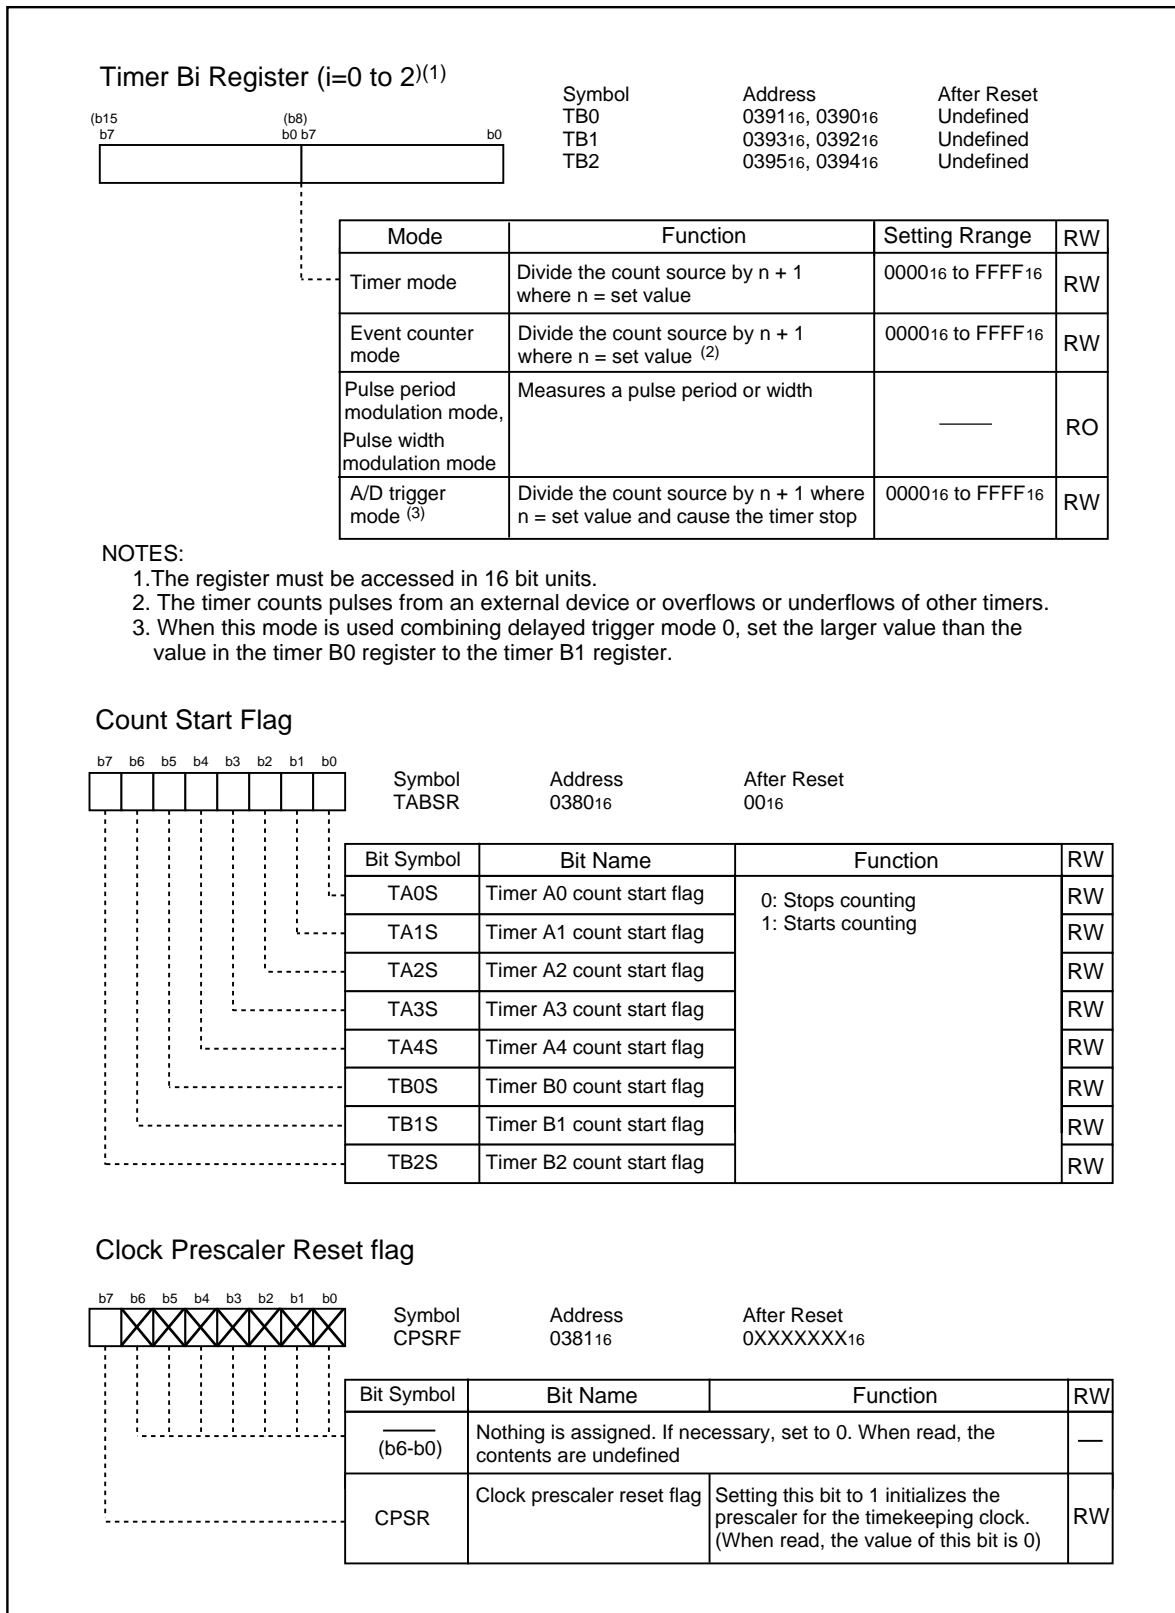 Timer Bi Register (i=0 to 2)(1)
(b15 (b8)
b7 b0 b7 b0
Symbol Address After Reset
TB0 039116, 039016 Undefined
TB1 039316, 039216 Undefined
TB2 039516, 039416 Undefined
Mode Function Setting Rrange RW
Timer mode Divide the count source by n + 1 where n = set value 000016 to FFFF16 RW
Event counter mode Divide the count source by n + 1 where n = set value (2) 000016 to FFFF16 RW
Pulse period modulation mode, Pulse width modulation mode Measures a pulse period or width —— RO
A/D trigger mode (3) Divide the count source by n + 1 where n = set value and cause the timer stop 000016 to FFFF16 RW
NOTES:
1.The register must be accessed in 16 bit units.
2. The timer counts pulses from an external device or overflows or underflows of other timers.
3. When this mode is used combining delayed trigger mode 0, set the larger value than the
value in the timer B0 register to the timer B1 register.
Count Start Flag
b7 b6 b5 b4 b3 b2 b1 b0
Symbol Address After Reset
TABSR 038016 0016
Bit Symbol Bit Name Function RW
TA0S Timer A0 count start flag 0: Stops counting RW
1: Starts counting
TA1S Timer A1 count start flag RW
TA2S Timer A2 count start flag RW
TA3S Timer A3 count start flag RW
TA4S Timer A4 count start flag RW
TB0S Timer B0 count start flag RW
TB1S Timer B1 count start flag RW
TB2S Timer B2 count start flag RW
Clock Prescaler Reset flag
b7 b6 b5 b4 b3 b2 b1 b0
Symbol Address After Reset
CPSRF 038116 0XXXXXXX16
Bit Symbol Bit Name Function RW
—— (b6-b0) Nothing is assigned. If necessary, set to 0. When read, the contents are undefined —
CPSR Clock prescaler reset flag Setting this bit to 1 initializes the prescaler for the timekeeping clock. (When read, the value of this bit is 0) RW